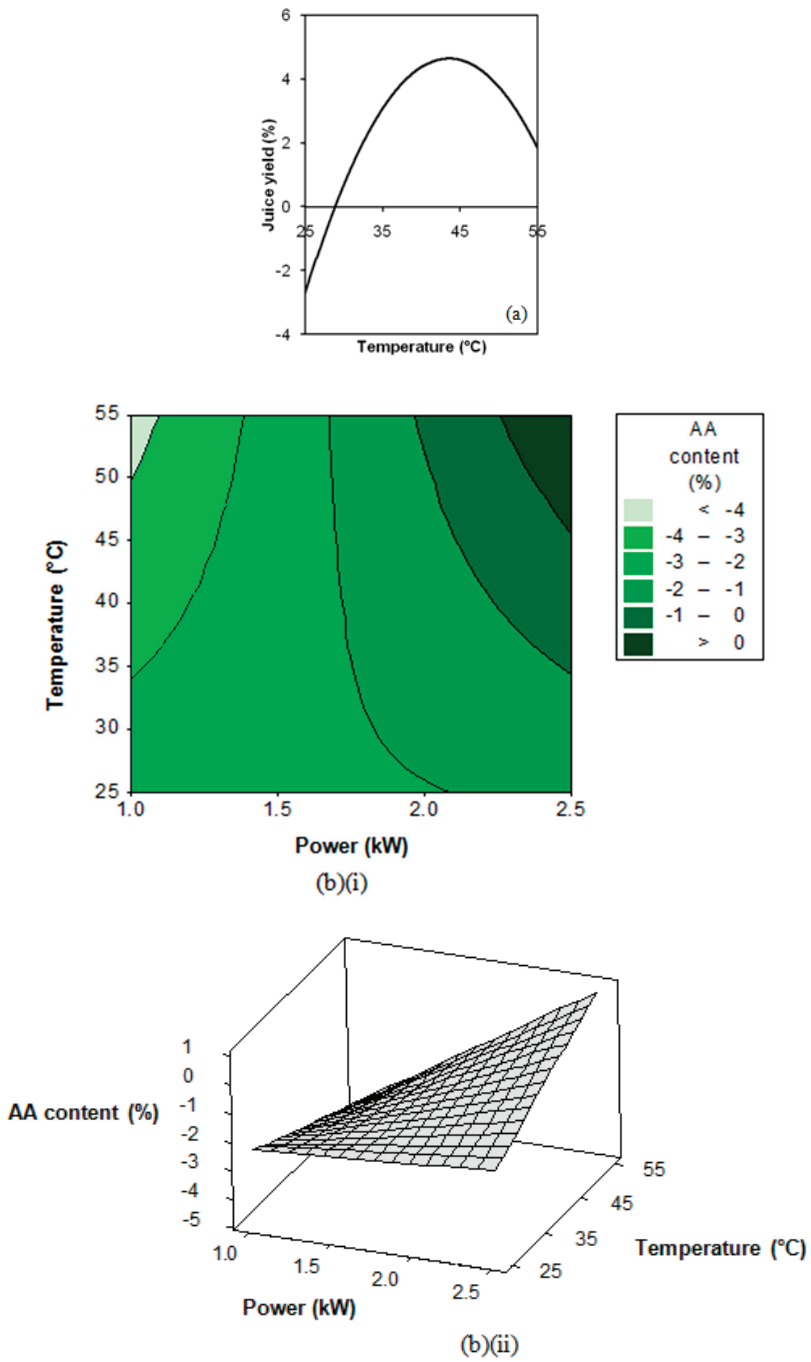 6
4
2
0
-2
-4
Juice yield (%)
25 35 45 55
(a)
Temperature (°C)
55
50
45
40
35
30
25
Temperature (°C)
1.0 1.5 2.0 2.5
Power (kW)
AA
content
(%)
< -4
-4 – -3
-3 – -2
-2 – -1
-1 – 0
> 0
(b)(i)
1
0
-1
-2
-3
-4
-5
AA content (%)
1.0
1.5
2.0
2.5
Power (kW)
55
45
35
25
Temperature (°C)
(b)(ii)